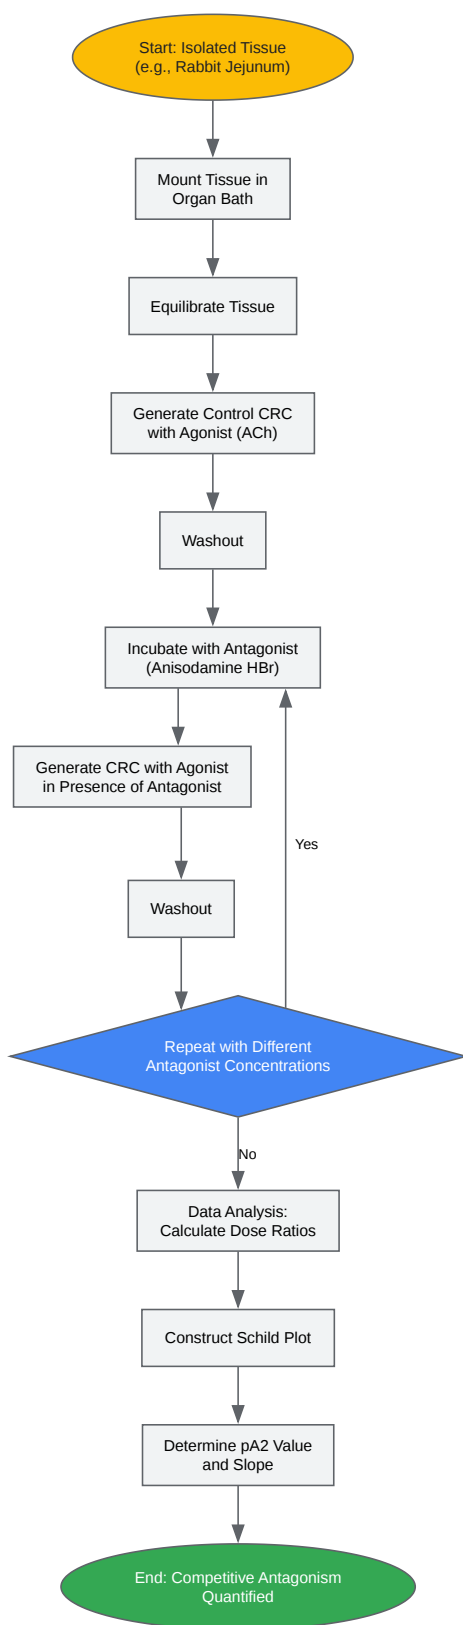 Start: Isolated Tissue
(e.g., Rabbit Jejunum)
Mount Tissue in
Organ Bath
Equilibrate Tissue
Generate Control CRC
with Agonist (ACh)
Washout
Incubate with Antagonist
(Anisodamine HBr)
Generate CRC with Agonist
in Presence of Antagonist
Yes
Washout
Repeat with Different
Antagonist Concentrations
No
Data Analysis:
Calculate Dose Ratios
Construct Schild Plot
Determine pA2 Value
and Slope
End: Competitive Antagonism
Quantified